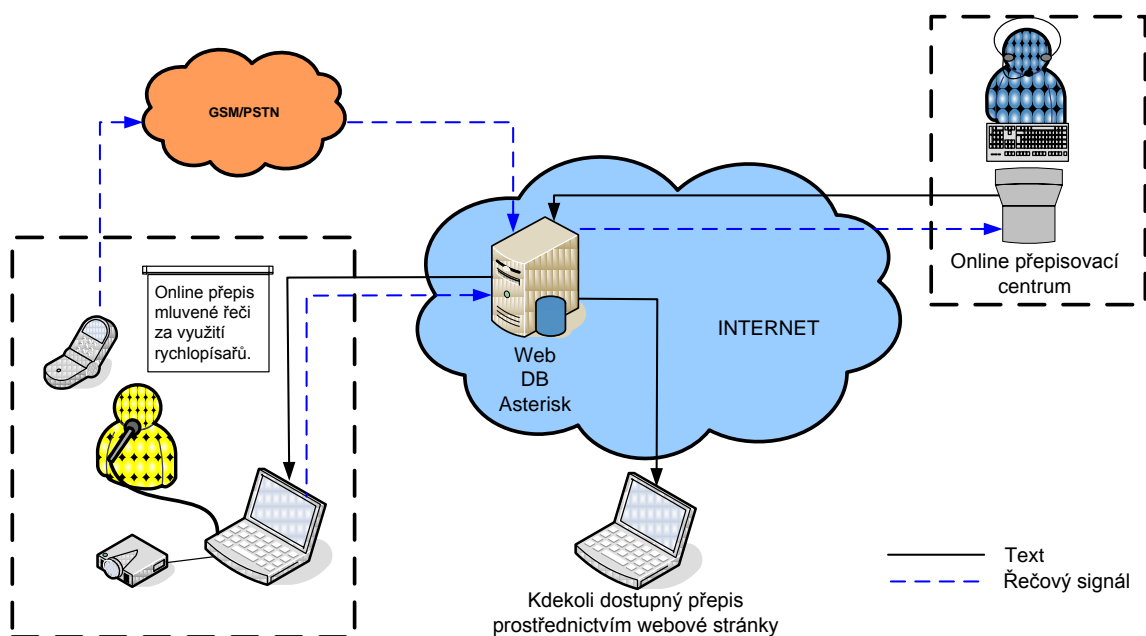 GSM/PSTN
Online přepis
mluvené řeči
za využití
rychlopísařů.
Web
DB
Asterisk
INTERNET
Online přepisovací
centrum
Kdekoli dostupný přepis
prostřednictvím webové stránky
Text
Řečový signál